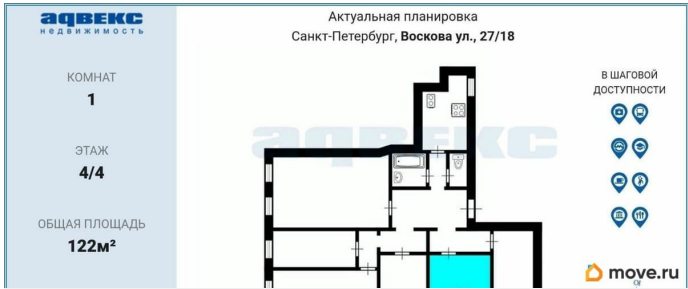 адвекс
недвижимость
КОМНАТ
1
ЭТАЖ
4/4
ОБЩАЯ ПЛОЩАДЬ
122м²
Актуальная планировка
Санкт-Петербург, Воскова ул., 27/18
адвекс
В ШАГОВОЙ
ДОСТУПНОСТИ
move.ru